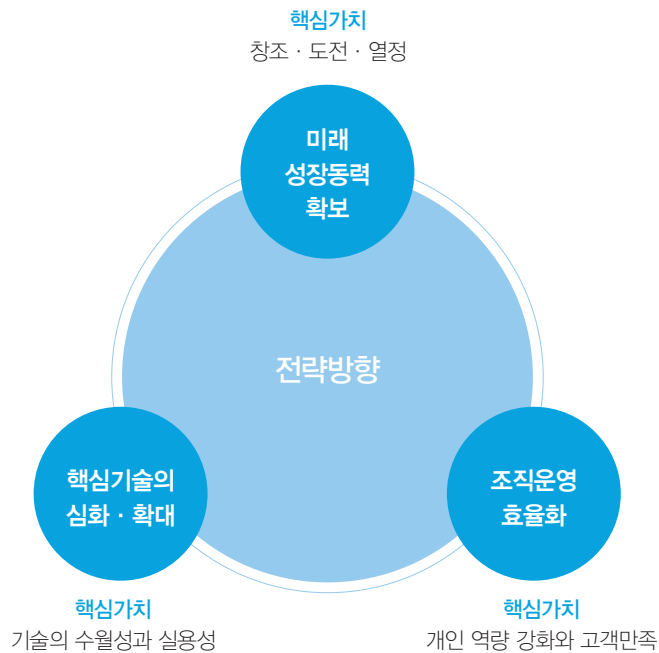 핵심가치
창조 · 도전 · 열정
미래
성장동력
확보
전략방향
핵심기술의
심화 · 확대
핵심가치
기술의 수월성과 실용성
조직운영
효율화
핵심가치
개인 역량 강화와 고객만족